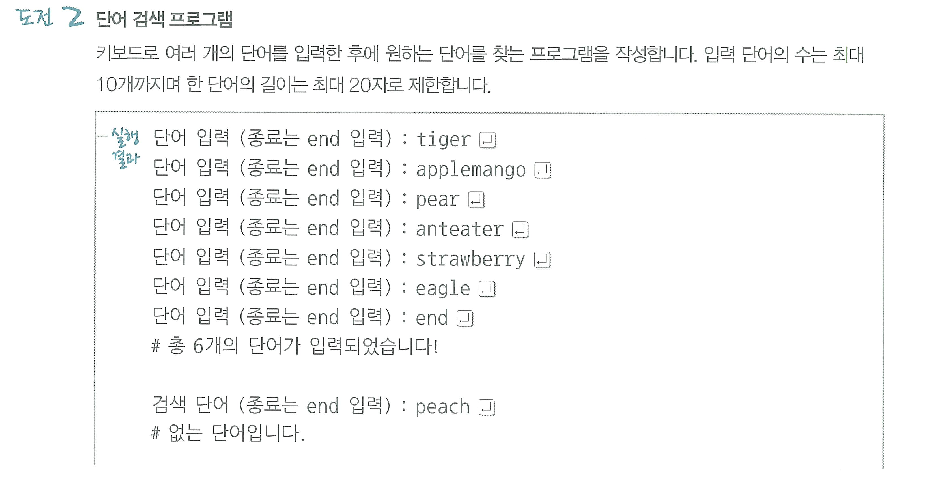 도전 2 단어 검색 프로그램
키보드로 여러 개의 단어를 입력한 후에 원하는 단어를 찾는 프로그램을 작성합니다. 입력 단어의 수는 최대
10개까지며 한 단어의 길이는 최대 20자로 제한합니다.
실행
결과
단어 입력 (종료는 end 입력) : tiger ↵
단어 입력 (종료는 end 입력) : applemango ↵
단어 입력 (종료는 end 입력) : pear ↵
단어 입력 (종료는 end 입력) : anteater ↵
단어 입력 (종료는 end 입력) : strawberry ↵
단어 입력 (종료는 end 입력) : eagle ↵
단어 입력 (종료는 end 입력) : end ↵
# 총 6개의 단어가 입력되었습니다!
검색 단어 (종료는 end 입력) : peach ↵
# 없는 단어입니다.